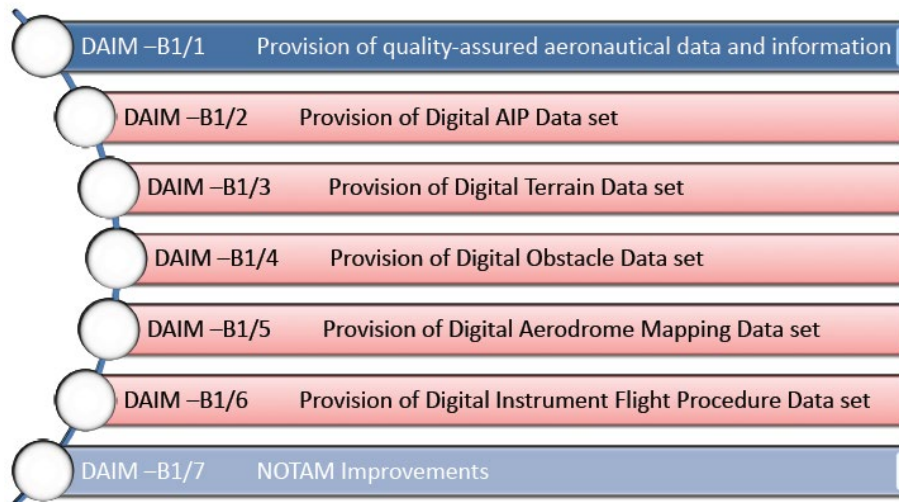 DAIM –B1/1 Provision of quality-assured aeronautical data and information
DAIM –B1/2 Provision of Digital AIP Data set
DAIM –B1/3 Provision of Digital Terrain Data set
DAIM –B1/4 Provision of Digital Obstacle Data set
DAIM –B1/5 Provision of Digital Aerodrome Mapping Data set
DAIM –B1/6 Provision of Digital Instrument Flight Procedure Data set
DAIM –B1/7 NOTAM Improvements